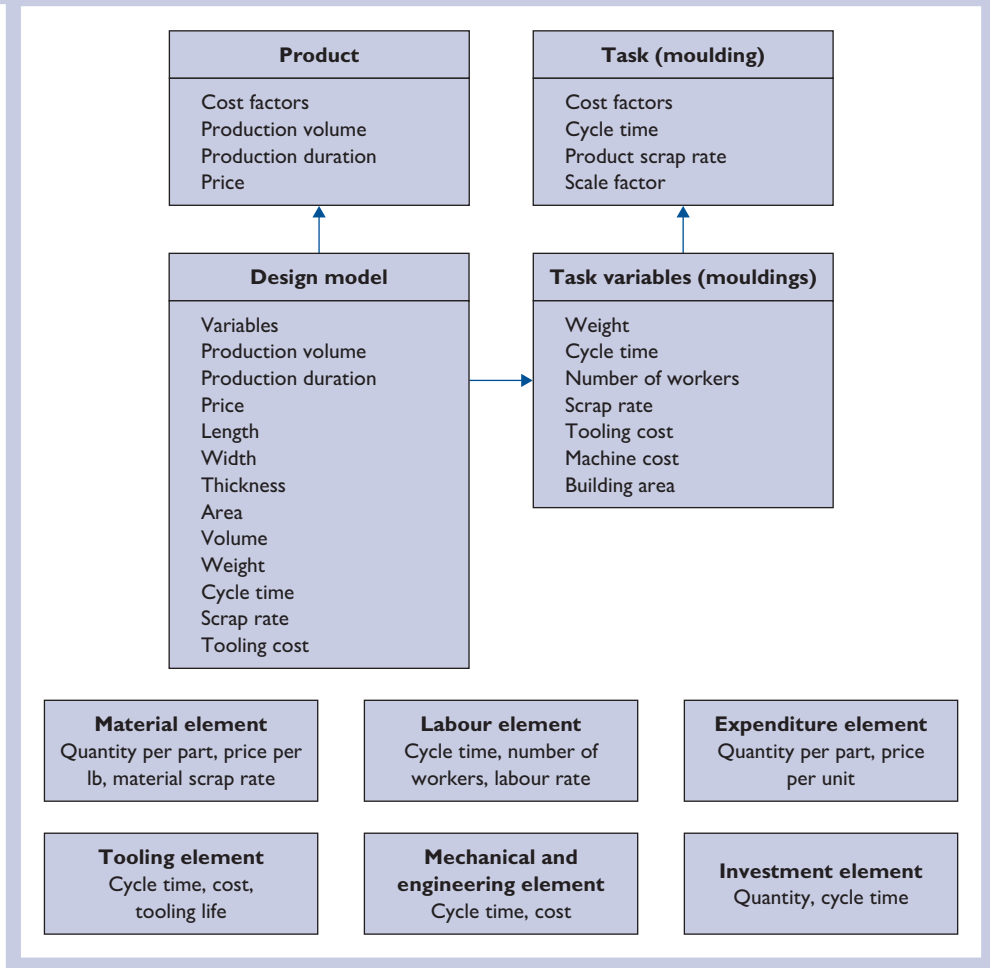 Product
Cost factors
Production volume
Production duration
Price
Task (moulding)
Cost factors
Cycle time
Product scrap rate
Scale factor
Design model
Variables
Production volume
Production duration
Price
Length
Width
Thickness
Area
Volume
Weight
Cycle time
Scrap rate
Tooling cost
Task variables (mouldings)
Weight
Cycle time
Number of workers
Scrap rate
Tooling cost
Machine cost
Building area
Material element
Quantity per part, price per
lb, material scrap rate
Labour element
Cycle time, number of
workers, labour rate
Expenditure element
Quantity per part, price
per unit
Tooling element
Cycle time, cost,
tooling life
Mechanical and
engineering element
Cycle time, cost
Investment element
Quantity, cycle time